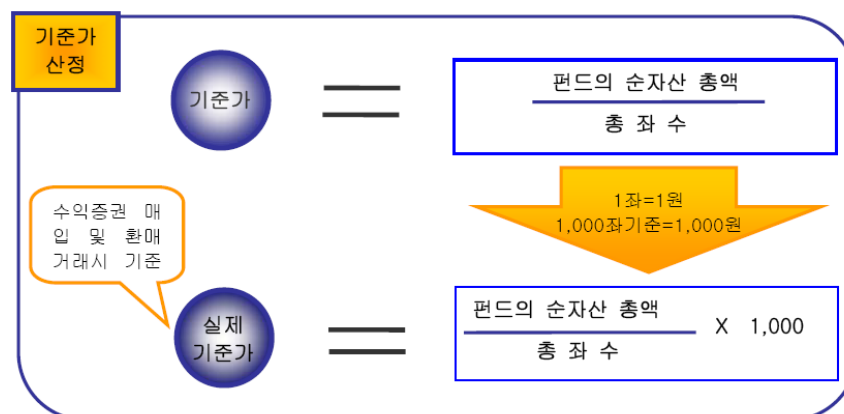 기준가
산정
기준가
펀드의 순자산 총액
총 좌 수
1좌=1원
1,000좌기준=1,000원
수익증권 매
입 및 환매
거래시 기준
실제
기준가
펀드의 순자산 총액
총 좌 수
X 1,000